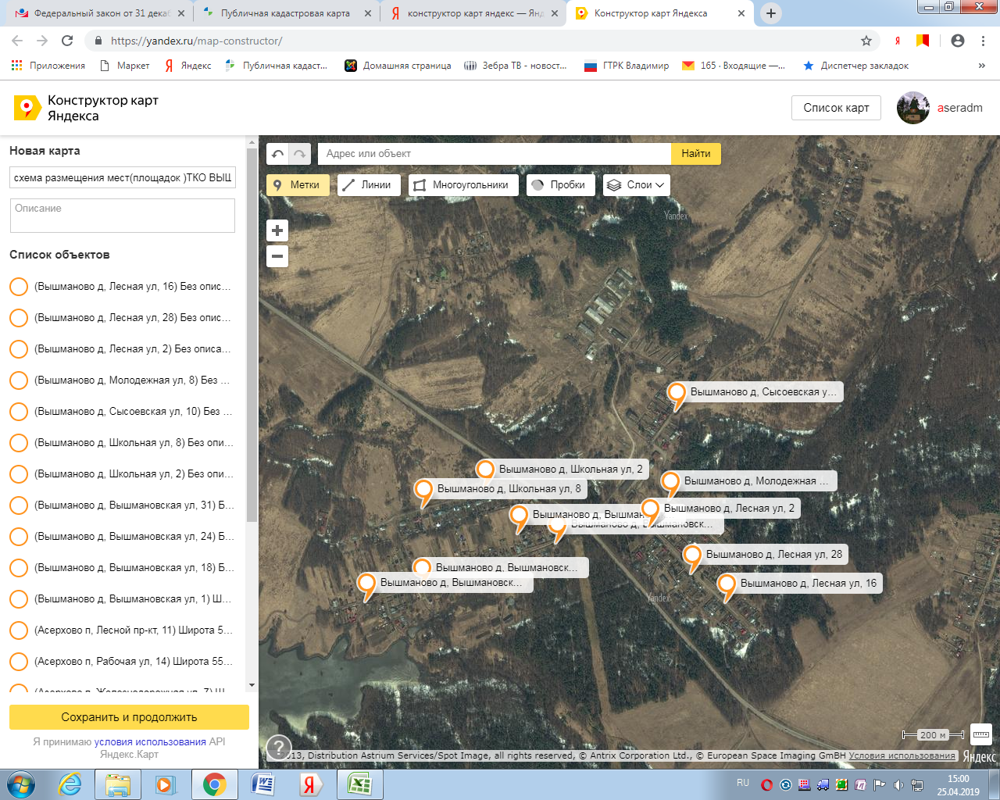 Федеральный закон от 31 дека
Публичная кадастровая карта
конструктор карт яндекс — Янд
Конструктор карт Яндекса
https://yandex.ru/map-constructor/
Приложения
Маркет
Яндекс
Публичная кадаст...
Домашняя страница
Зебра ТВ - новост...
ГТРК Владимир
165 · Входящие —...
Диспетчер закладок
»
Конструктор карт
Яндекса
Список карт
aseradm
Новая карта
схема размещения мест(площадок )ТКО ВЫШ
Описание
Список объектов
(Вышманово д, Лесная ул, 16) Без опис...
(Вышманово д, Лесная ул, 28) Без опис...
(Вышманово д, Лесная ул, 2) Без описа...
(Вышманово д, Молодежная ул, 8) Без ...
(Вышманово д, Сысоевская ул, 10) Без ...
(Вышманово д, Школьная ул, 8) Без опи...
(Вышманово д, Школьная ул, 2) Без опи...
(Вышманово д, Вышмановская ул, 31) Б...
(Вышманово д, Вышмановская ул, 24) Б...
(Вышманово д, Вышмановская ул, 18) Б...
(Вышманово д, Вышмановская ул, 1) Ш...
(Асерхово п, Лесной пр-кт, 11) Широта 5...
(Асерхово п, Рабочая ул, 14) Широта 55...
(Асерхово п, Железнодорожная ул, 7) Ш...
Сохранить и продолжить
Я принимаю условия использования API
Яндекс.Карт
Адрес или объект
Найти
Метки
Линии
Многоугольники
Пробки
Слои
Yandex
Вышманово д, Сысоевская у...
Вышманово д, Школьная ул, 2
Вышманово д, Молодежная ...
Вышманово д, Школьная ул, 8
Вышманово д, Лесная ул, 2
Вышманово д, Вышман
Вышманово д, Вышмановск...
Вышманово д, Лесная ул, 28
Вышманово д, Вышмановск...
Вышманово д, Вышмановск...
Вышманово д, Лесная ул, 16
Yandex
200 м
?
13, Distribution Astrium Services/Spot Image, all rights reserved, © Antrix Corporation Ltd., © European Space Imaging GmBH Условия использования
Яндекс
RU
15:00
25.04.2019